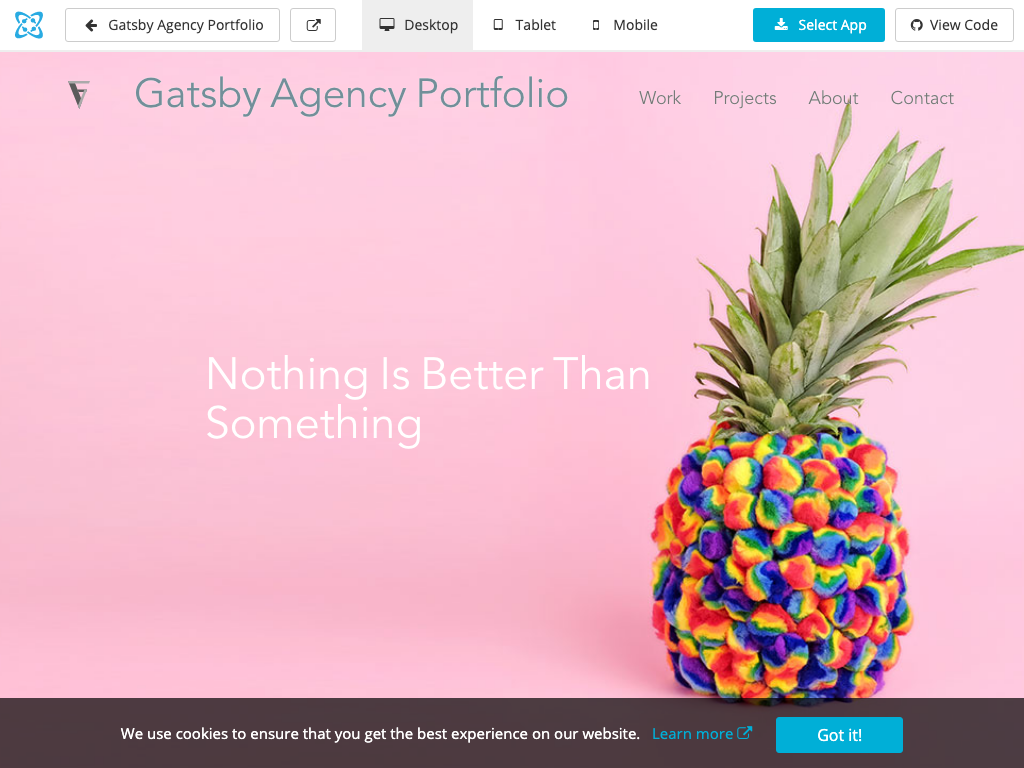 Gatsby Agency Portfolio
Desktop
Tablet
Mobile
Select App
View Code
Gatsby Agency Portfolio
Work
Projects
About
Contact
Nothing Is Better Than
Something
We use cookies to ensure that you get the best experience on our website. Learn more
Got it!